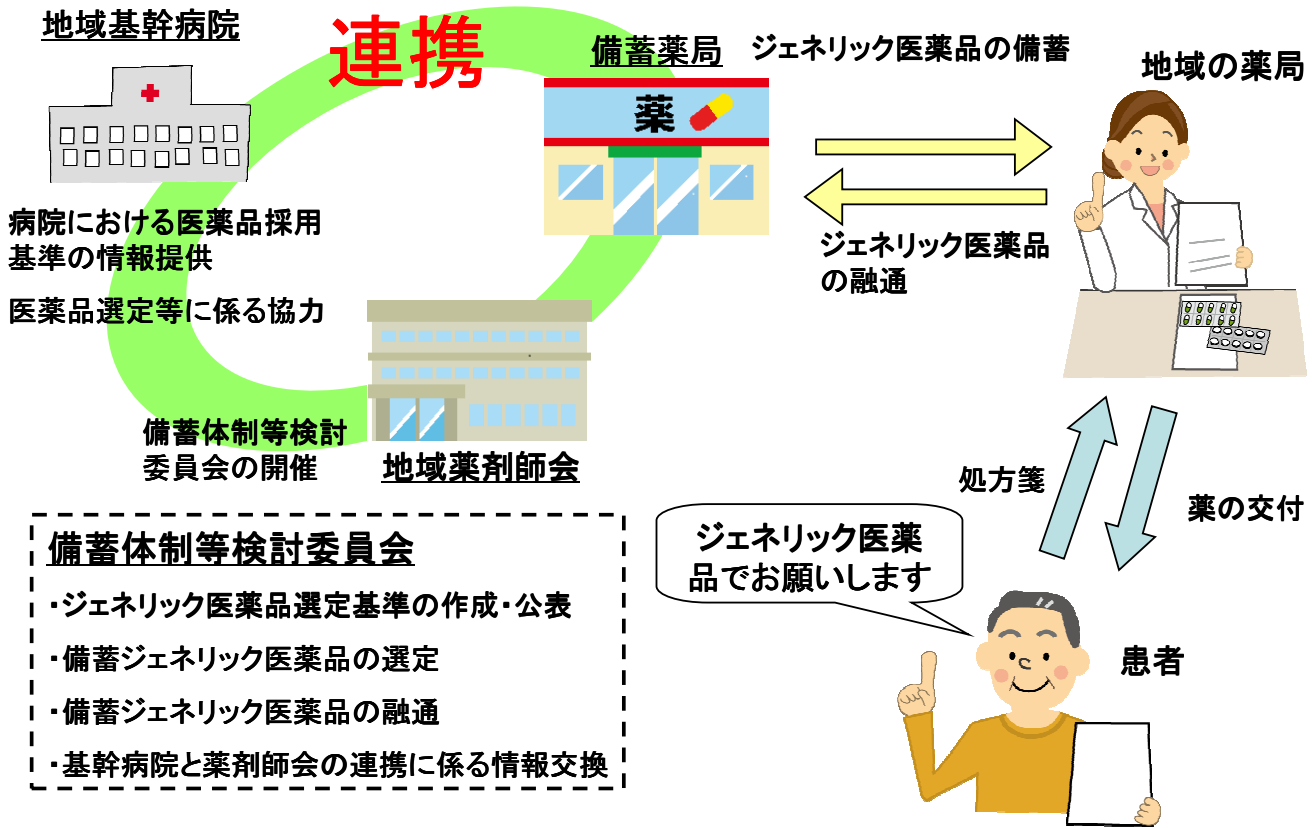 地域基幹病院
連携
備蓄薬局
ジェネリック医薬品の備蓄
地域の薬局
薬
病院における医薬品採用
基準の情報提供
医薬品選定等に係る協力
ジェネリック医薬品
の融通
備蓄体制等検討
委員会の開催
地域薬剤師会
処方箋
薬の交付
備蓄体制等検討委員会
・ジェネリック医薬品選定基準の作成・公表
・備蓄ジェネリック医薬品の選定
・備蓄ジェネリック医薬品の融通
・基幹病院と薬剤師会の連携に係る情報交換
ジェネリック医薬
品でお願いします
患者